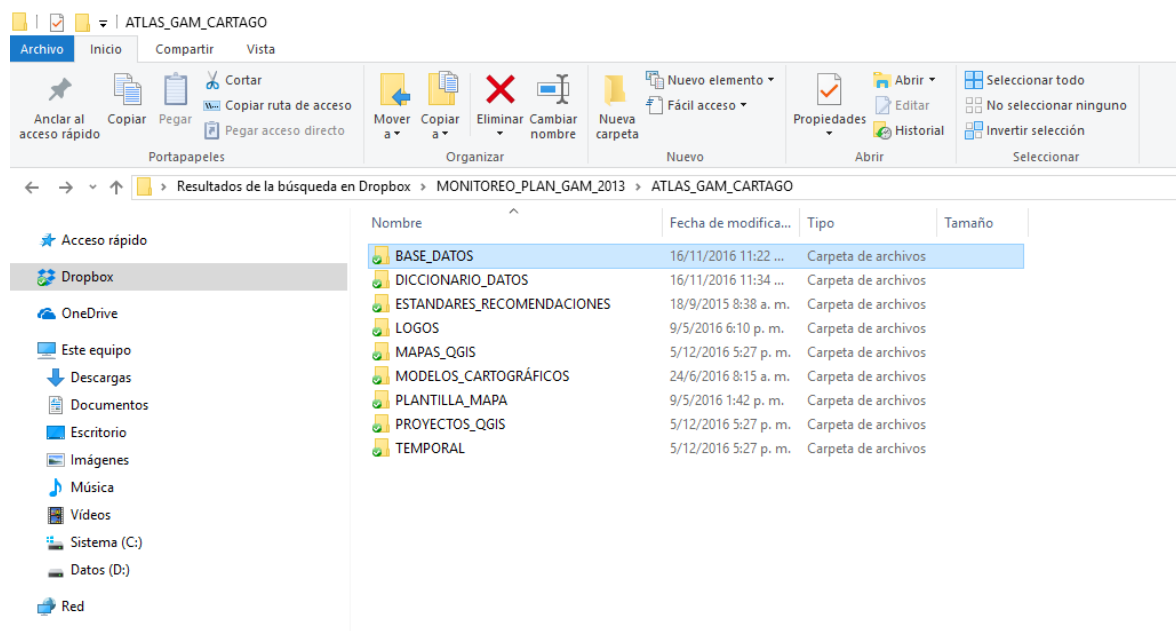 ATLAS_GAM_CARTAGO
Archivo Inicio Compartir Vista
Anclar al acceso rápido
Copiar
Pegar
Cortar
Copiar ruta de acceso
Pegar acceso directo
Portapapeles
Mover a
Copiar a
Eliminar
Cambiar nombre
Organizar
Nueva carpeta
Nuevo elemento
Fácil acceso
Nuevo
Propiedades
Abrir
Editar
Historial
Abrir
Seleccionar todo
No seleccionar ninguno
Invertir selección
Seleccionar
Resultados de la búsqueda en Dropbox > MONITOREO_PLAN_GAM_2013 > ATLAS_GAM_CARTAGO
Acceso rápido
Dropbox
OneDrive
Este equipo
Descargas
Documentos
Escritorio
Imágenes
Música
Vídeos
Sistema (C:)
Datos (D:)
Red
Nombre Fecha de modifica... Tipo Tamaño
BASE_DATOS 16/11/2016 11:22 ... Carpeta de archivos
DICCIONARIO_DATOS 16/11/2016 11:34 ... Carpeta de archivos
ESTANDARES_RECOMENDACIONES 18/9/2015 8:38 a. m. Carpeta de archivos
LOGOS 9/5/2016 6:10 p. m. Carpeta de archivos
MAPAS_QGIS 5/12/2016 5:27 p. m. Carpeta de archivos
MODELOS_CARTOGRÁFICOS 24/6/2016 8:15 a. m. Carpeta de archivos
PLANTILLA_MAPA 9/5/2016 1:42 p. m. Carpeta de archivos
PROYECTOS_QGIS 5/12/2016 5:27 p. m. Carpeta de archivos
TEMPORAL 5/12/2016 5:27 p. m. Carpeta de archivos